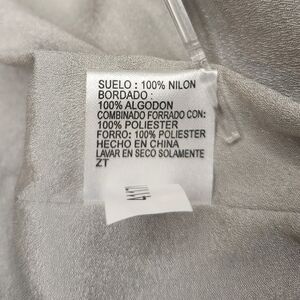 SUELO : 100% NILON
BORDADO :
100% ALGODON
COMBINADO FORRADO CON:
100% POLIESTER
FORRO: 100% POLIESTER
HECHO EN CHINA
LAVAR EN SECO SOLAMENTE
ZT